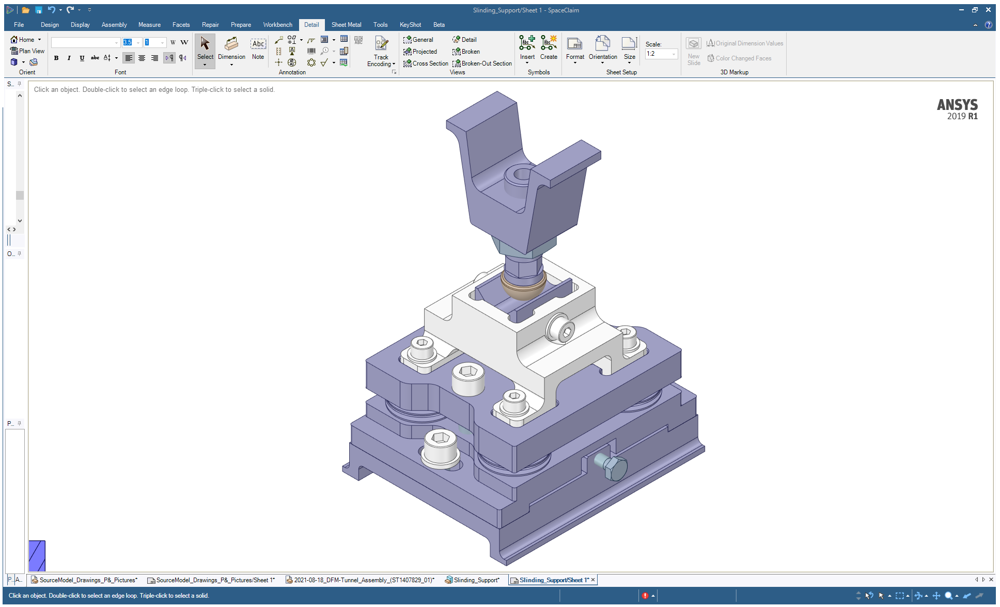 Slinding_Support/Sheet 1 - SpaceClaim
File Design Display Assembly Measure Facets Repair Prepare Workbench Detail Sheet Metal Tools KeyShot Beta
Home
Plan View
Orient
3.5 1 W W
B I U abc A
Font
Select
Dimension
Abc
Note
Annotation
ABC
ABC
Track
Encoding
General
Projected
Cross Section
Detail
Broken
Broken-Out Section
Views
Abc
Insert
Abc
Create
Symbols
Format
Orientation
Size
Scale:
1:2
Sheet Setup
New
Slide
Original Dimension Values
Color Changed Faces
3D Markup
S...
O...
P...
Click an object. Double-click to select an edge loop. Triple-click to select a solid.
ANSYS
2019 R1
P... A...
SourceModel_Drawings_P&_Pictures*
SourceModel_Drawings_P&_Pictures/Sheet 1*
2021-08-18_DFM-Tunnel_Assembly_(ST1407829_01)*
Slinding_Support*
Slinding_Support/Sheet 1*
Click an object. Double-click to select an edge loop. Triple-click to select a solid.